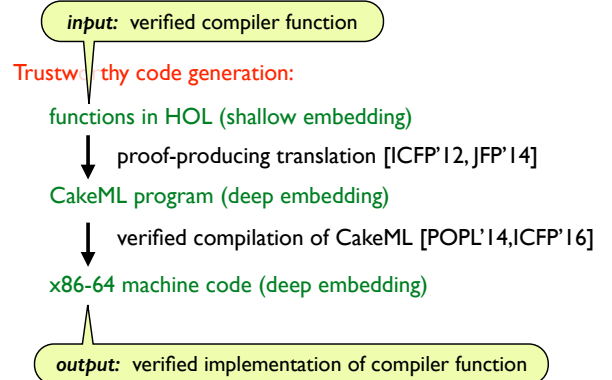 input: verified compiler function
Trustworthy code generation:
functions in HOL (shallow embedding)
proof-producing translation [ICFP'12, JFP'14]
CakeML program (deep embedding)
verified compilation of CakeML [POPL'14,ICFP'16]
x86-64 machine code (deep embedding)
output: verified implementation of compiler function